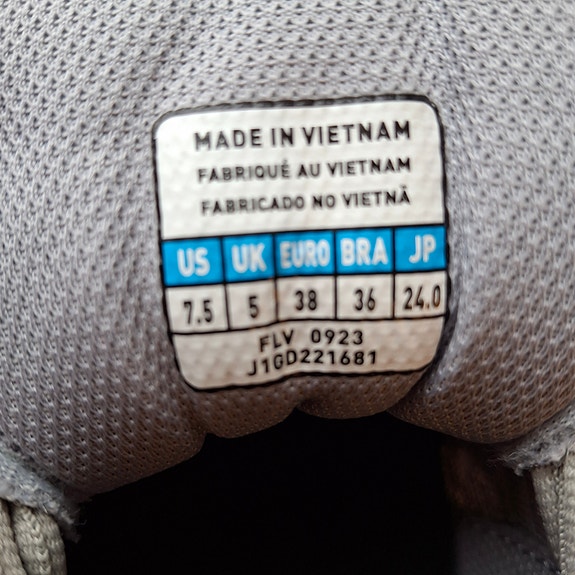 MADE IN VIETNAM
FABRIQUÉ AU VIETNAM
FABRICADO NO VIETNÃ
US UK EURO BRA JP
7.5 5 38 36 24.0
FLV 0923
J1GD221681